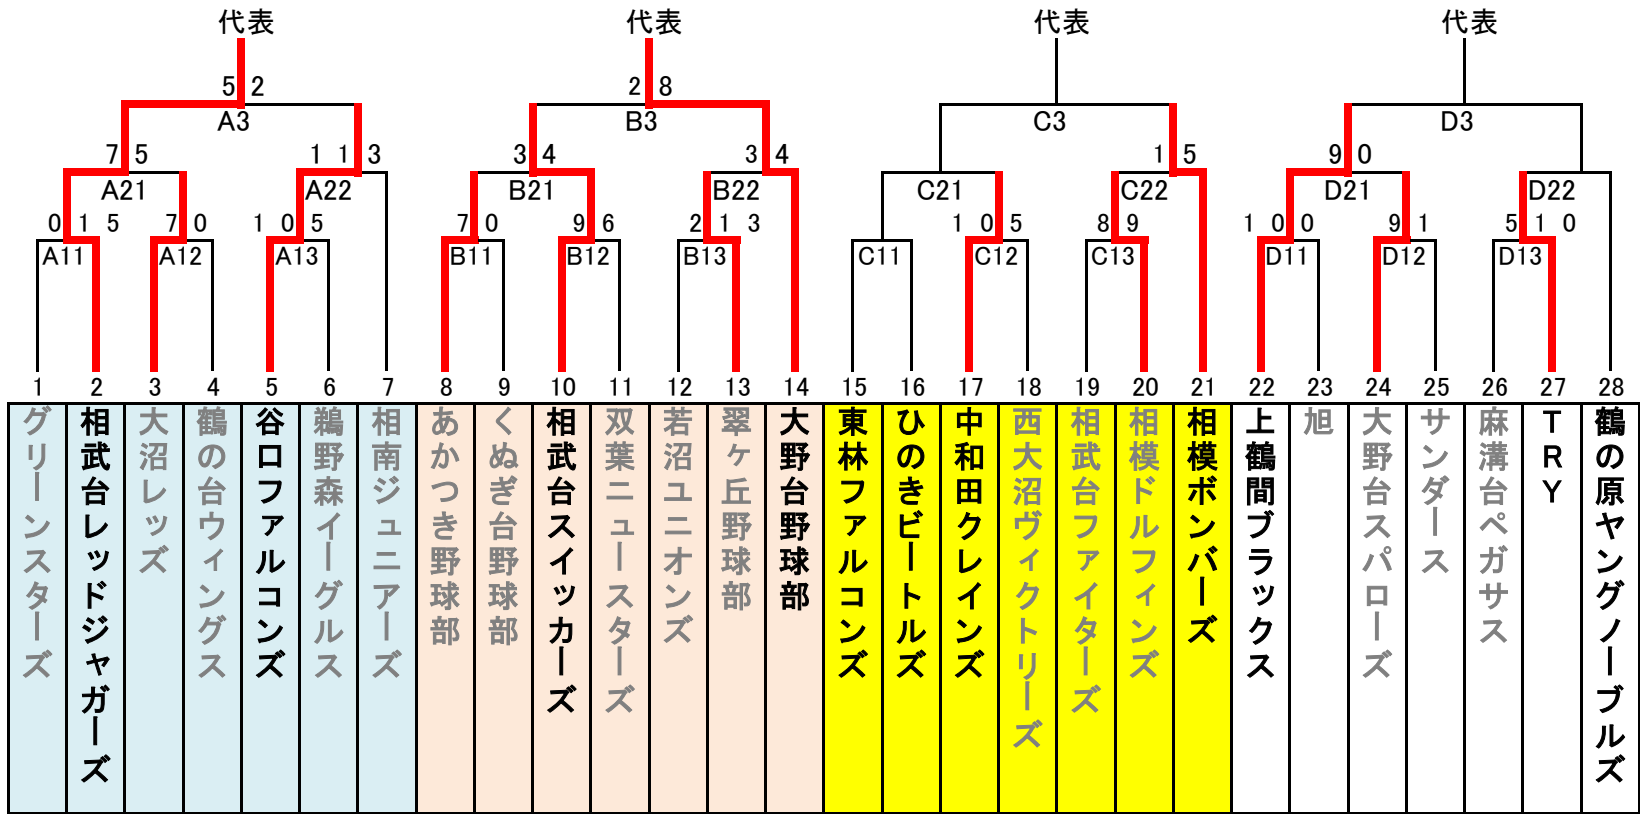 代表 代表 代表 代表
5 2 2 8
A3 B3 C3 D3
7 5 1 1 3 3 4 3 4 1 5 9 0
A21 A22 B21 B22 C21 C22 D21 D22
0 1 5 7 0 1 0 5 7 0 9 6 2 1 3 1 0 5 8 9 1 0 0 9 1 5 1 0
A11 A12 A13 B11 B12 B13 C11 C12 C13 D11 D12 D13
1 2 3 4 5 6 7 8 9 10 11 12 13 14 15 16 17 18 19 20 21 22 23 24 25 26 27 28
グリーンスターズ
相武台レッドジャガーズ
大沼レッズ
鶴の台ウィングス
谷口ファルコンズ
鵜野森イーグルス
相南ジュニアーズ
あかつき野球部
くぬぎ台野球部
相武台スイッカーズ
双葉ニュースターズ
若沼ユニオンズ
翠ヶ丘野球部
大野台野球部
東林ファルコンズ
ひのきビートルズ
中和田クレインズ
西大沼ヴィクトリーズ
相武台ファイターズ
相模ドルフィンズ
相模ボンバーズ
上鶴間ブラックス
旭
大野台スパローズ
サンダース
麻溝台ペガサス
TRY
鶴の原ヤングノーブルズ